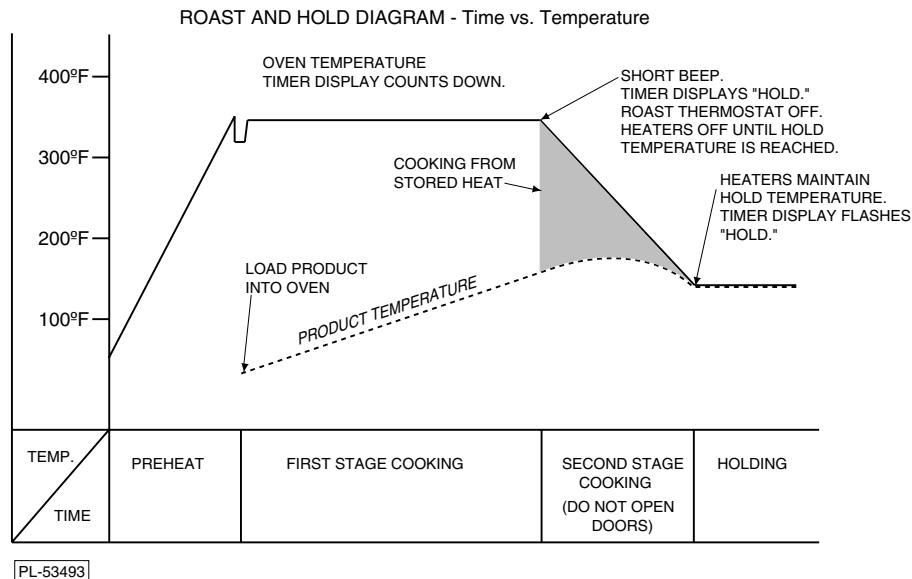 ROAST AND HOLD DIAGRAM - Time vs. Temperature
400ºF
300ºF
200ºF
100ºF
OVEN TEMPERATURE
TIMER DISPLAY COUNTS DOWN.
SHORT BEEP.
TIMER DISPLAYS "HOLD."
ROAST THERMOSTAT OFF.
HEATERS OFF UNTIL HOLD
TEMPERATURE IS REACHED.
COOKING FROM
STORED HEAT
HEATERS MAINTAIN
HOLD TEMPERATURE.
TIMER DISPLAY FLASHES
"HOLD."
LOAD PRODUCT
INTO OVEN
PRODUCT TEMPERATURE
TEMP.
TIME
PREHEAT
FIRST STAGE COOKING
SECOND STAGE
COOKING
(DO NOT OPEN
DOORS)
HOLDING
PL-53493